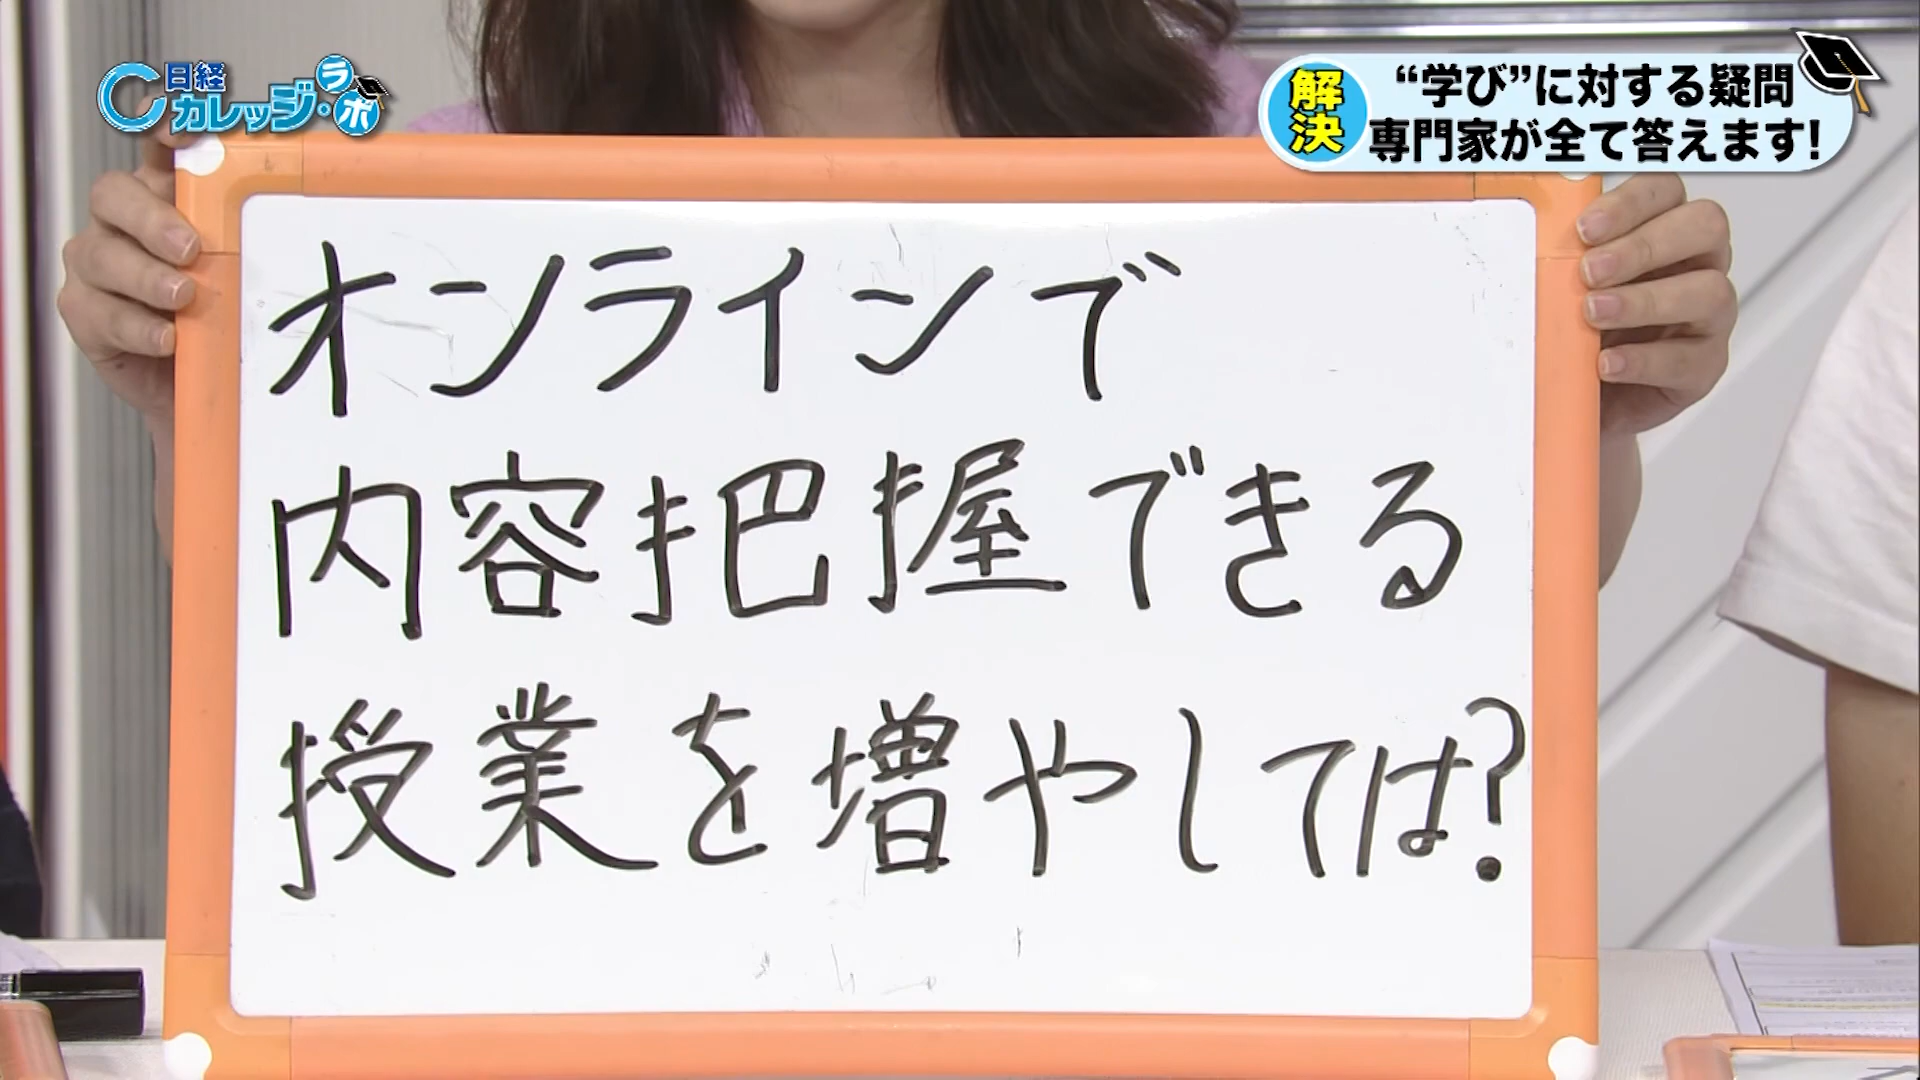 日経
カレッジ・ラボ
解決
“学び”に対する疑問
専門家が全て答えます!
オンラインで
内容把握できる
授業を増やしては?